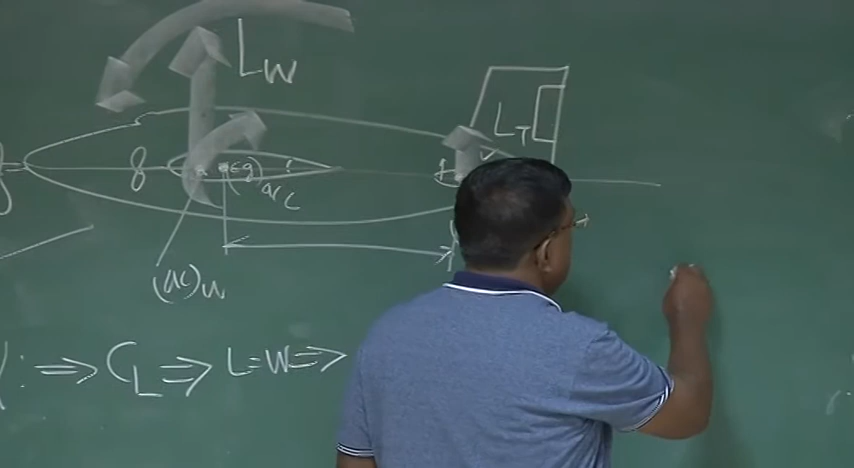 L_W
L_T
cg
ac
(ac)_w
: ⇒ C_L ⇒ L=W ⇒